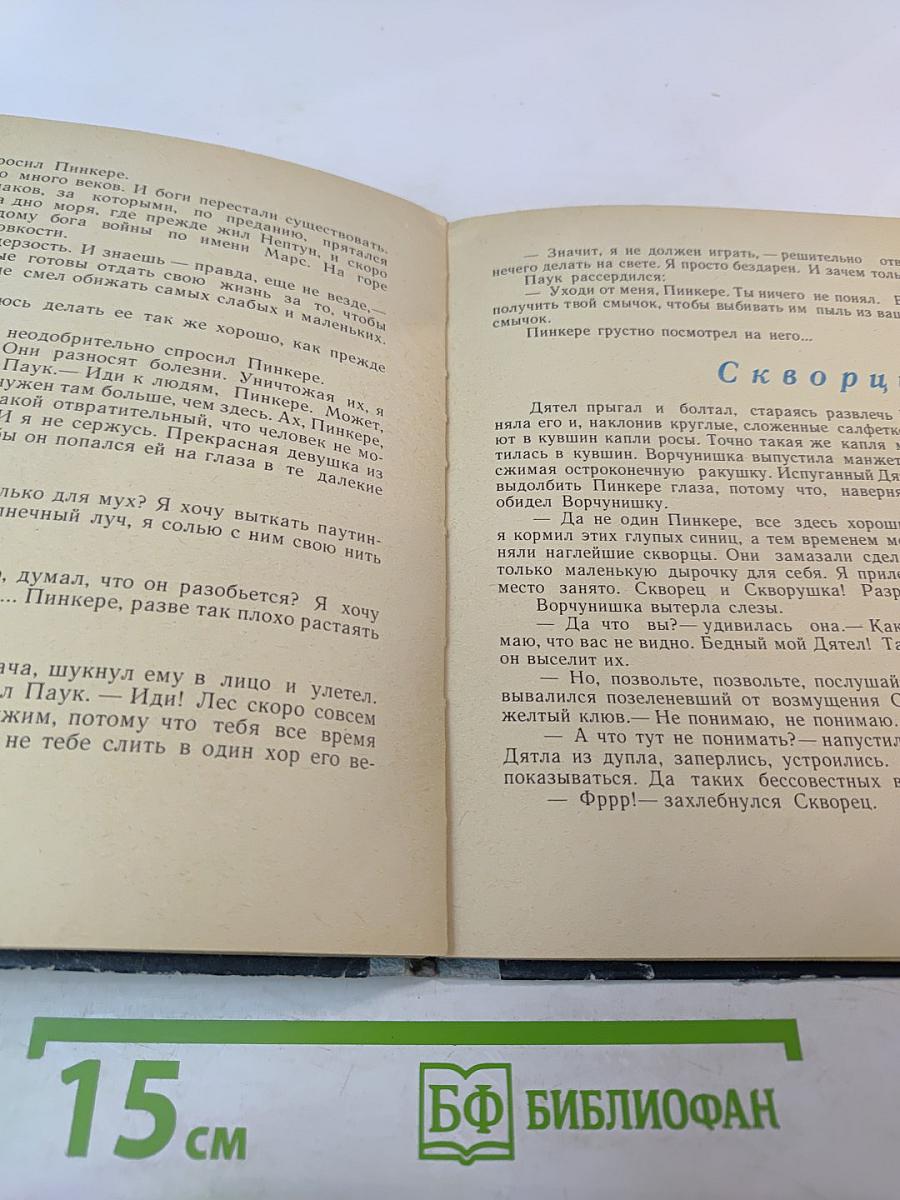 росил Пинкере.
о много веков. И боги перестали существовать.
лаков, за которыми, по преданию, прятался
а дно моря, где прежде жил Нептун, и скоро
дому бога войны по имени Марс. На горе
овкости.
дерзость. И знаешь — правда, еще не везде,—
ые готовы отдать свою жизнь за то, чтобы
не смел обижать самых слабых и маленьких.
юсь делать ее так же хорошо, как прежде
неодобрительно спросил Пинкере.
Они разносят болезни. Уничтожая их, я
Паук.— Иди к людям, Пинкере. Может,
нужен там больше, чем здесь. Ах, Пинкере,
акой отвратительный, что человек не мо-
И я не сержусь. Прекрасная девушка из
бы он попался ей на глаза в те далекие
лько для мух? Я хочу выткать паутин-
лнечный луч, я солью с ним свою нить
о, думал, что он разобьется? Я хочу
... Пинкере, разве так плохо растаять
ача, шукнул ему в лицо и улетел.
л Паук. — Иди! Лес скоро совсем
жим, потому что тебя все время
не тебе слить в один хор его ве-
— Значит, я не должен играть, — решительно отв
нечего делать на свете. Я просто бездарен. И зачем толь
Паук рассердился:
— Уходи от меня, Пинкере. Ты ничего не понял.
получить твой смычок, чтобы выбивать им пыль из ваш
смычок.
Пинкере грустно посмотрел на него...
Скворц
Дятел прыгал и болтал, стараясь развлечь
няла его и, наклонив круглые, сложенные салфетко
ют в кувшин капли росы. Точно такая же капля м
тилась в кувшин. Ворчунишка выпустила манжет
сжимая остроконечную ракушку. Испуганный Дя
выдолбить Пинкере глаза, потому что, наверня
обидел Ворчунишку.
— Да не один Пинкере, все здесь хорош
я кормил этих глупых синиц, а тем временем ме
няли наглейшие скворцы. Они замазали сдел
только маленькую дырочку для себя. Я приле
место занято. Скворец и Скворушка! Разр
Ворчунишка вытерла слезы.
— Да что вы?— удивилась она.— Как
маю, что вас не видно. Бедный мой Дятел! Та
он выселит их.
— Но, позвольте, позвольте, послушай
вывалился позеленевший от возмущения С
желтый клюв.— Не понимаю, не понимаю.
— А что тут не понимать?— напустил
Дятла из дупла, заперлись, устроились.
показываться. Да таких бессовестных в
— Фррр!— захлебнулся Скворец.
15 см
БФ БИБЛИОФАН